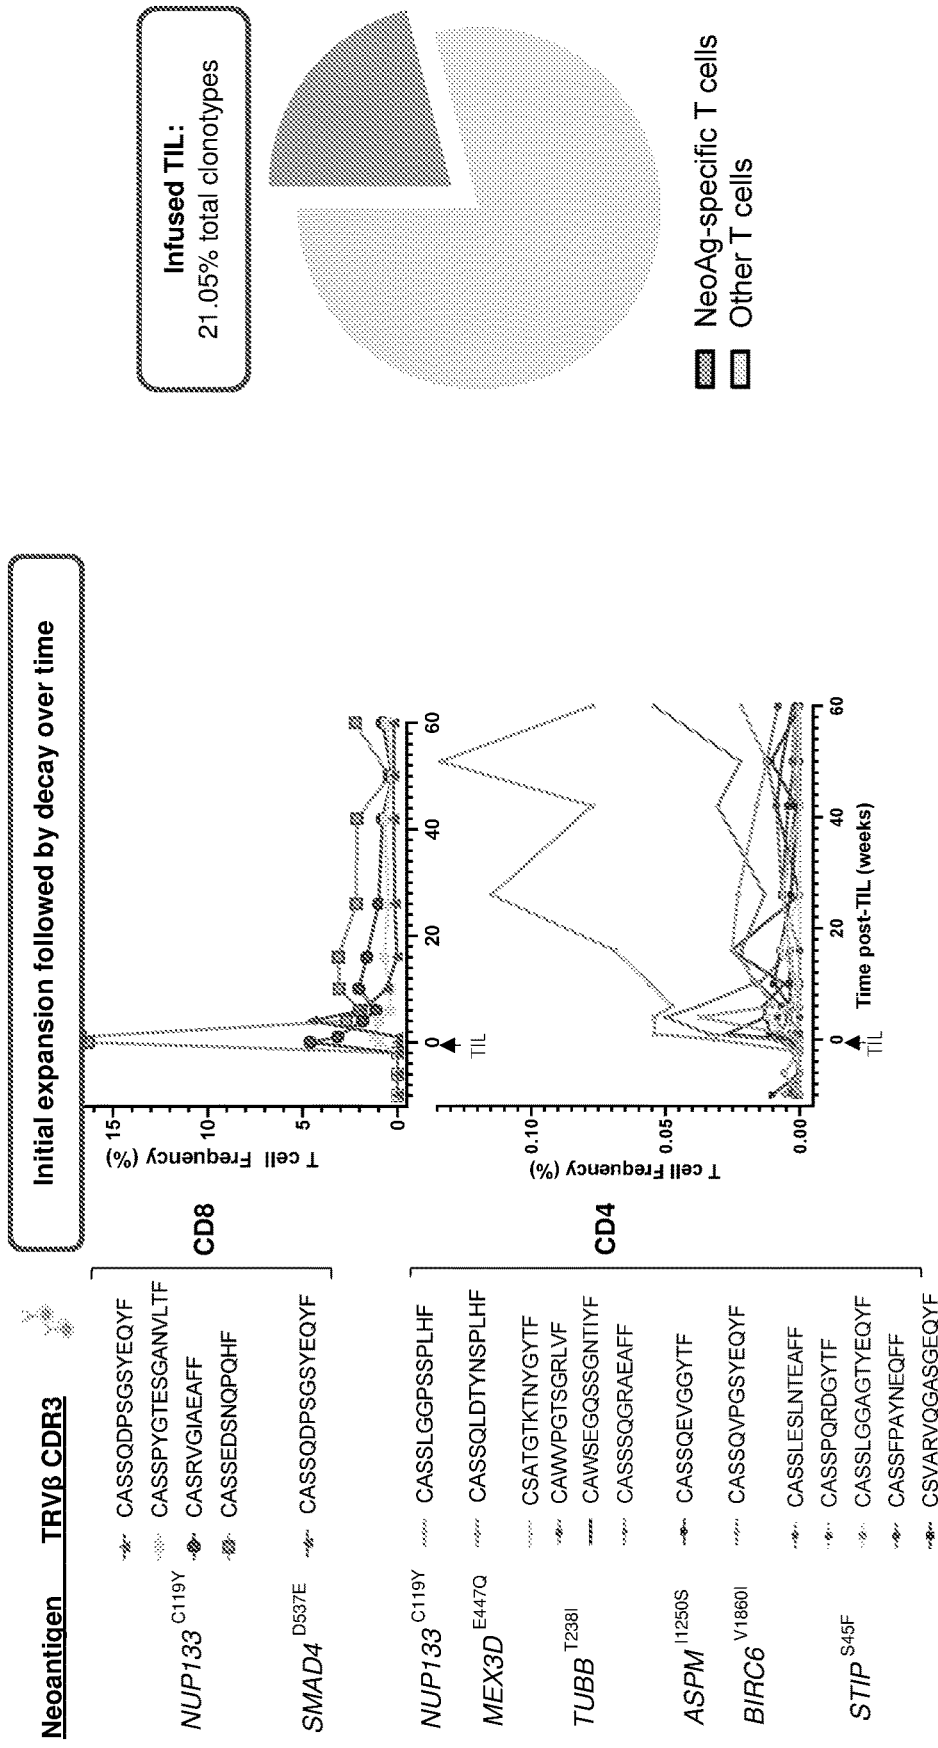 Initial expansion followed by decay over time
Neoantigen TRVβ CDR3
NUP133 C119Y
CASSQDPSGSYEQYF
CASSPYGTESGANVLTF
CASRVGIAEAFF
CASSEDSNQPQHF
SMAD4 D537E
CASSQDPSGSYEQYF
CD8
NUP133 C119Y
CASSLGGPSSPLHF
MEX3D E447Q
CASSQLDTYNSPLHF
TUBB T238I
CSATGTKTNYGYTF
CAWVPGTSGRLVF
CAWSEGQSSGNTIYF
CASSSQGRAEAFF
ASPM I1250S
CASSQEVGGYTF
BIRC6 V1860I
CASSQVPGSYEQYF
STIP S45F
CASSLESLNTEAFF
CASSPQRDGYTF
CASSLGGAGTYEQYF
CASSFPAYNEQFF
CSVARVQGASGEQYF
CD4
T cell Frequency (%)
15
10
5
0
0
20
40
60
TIL
T cell Frequency (%)
0.10
0.05
0.00
0
20
40
60
TIL
Time post-TIL (weeks)
Infused TIL:
21.05% total clonotypes
NeoAg-specific T cells
Other T cells